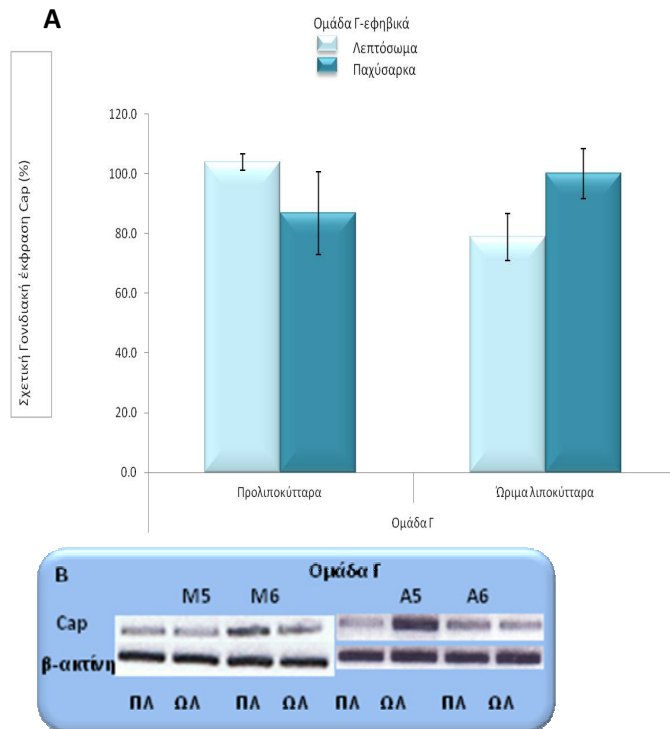 A
Ομάδα Γ-εφηβικά
Λεπτόσωμα
Παχύσαρκα
Σχετική Γονιδιακή έκφραση Cap (%)
120.0
100.0
80.0
60.0
40.0
20.0
0.0
Προλιποκύτταρα Ώριμα λιποκύτταρα
Ομάδα Γ
B Ομάδα Γ
M5 M6 A5 A6
Cap
β-ακτίνη
ΠΛ ΩΛ ΠΛ ΩΛ ΠΛ ΩΛ ΠΛ ΩΛ